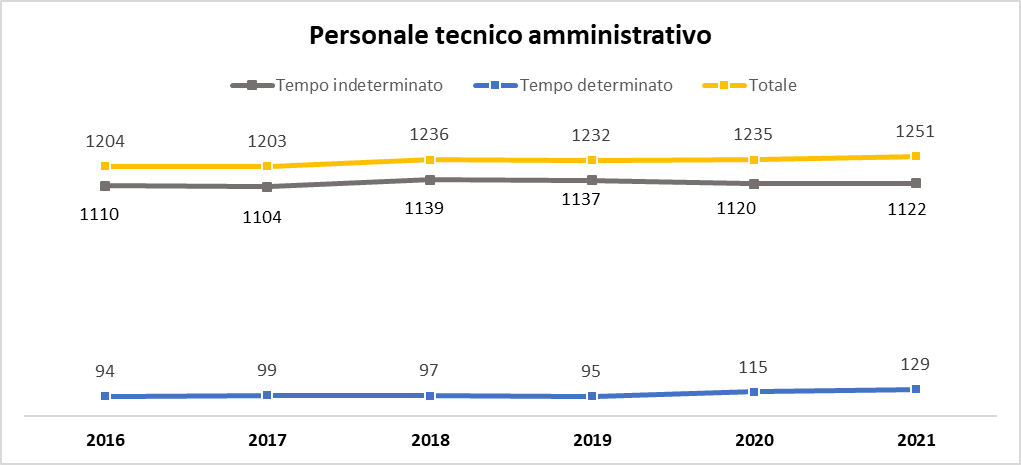 Personale tecnico amministrativo
Tempo indeterminato Tempo determinato Totale
1204 1203 1236 1232 1235 1251
1110 1104 1139 1137 1120 1122
94 99 97 95 115 129
2016 2017 2018 2019 2020 2021